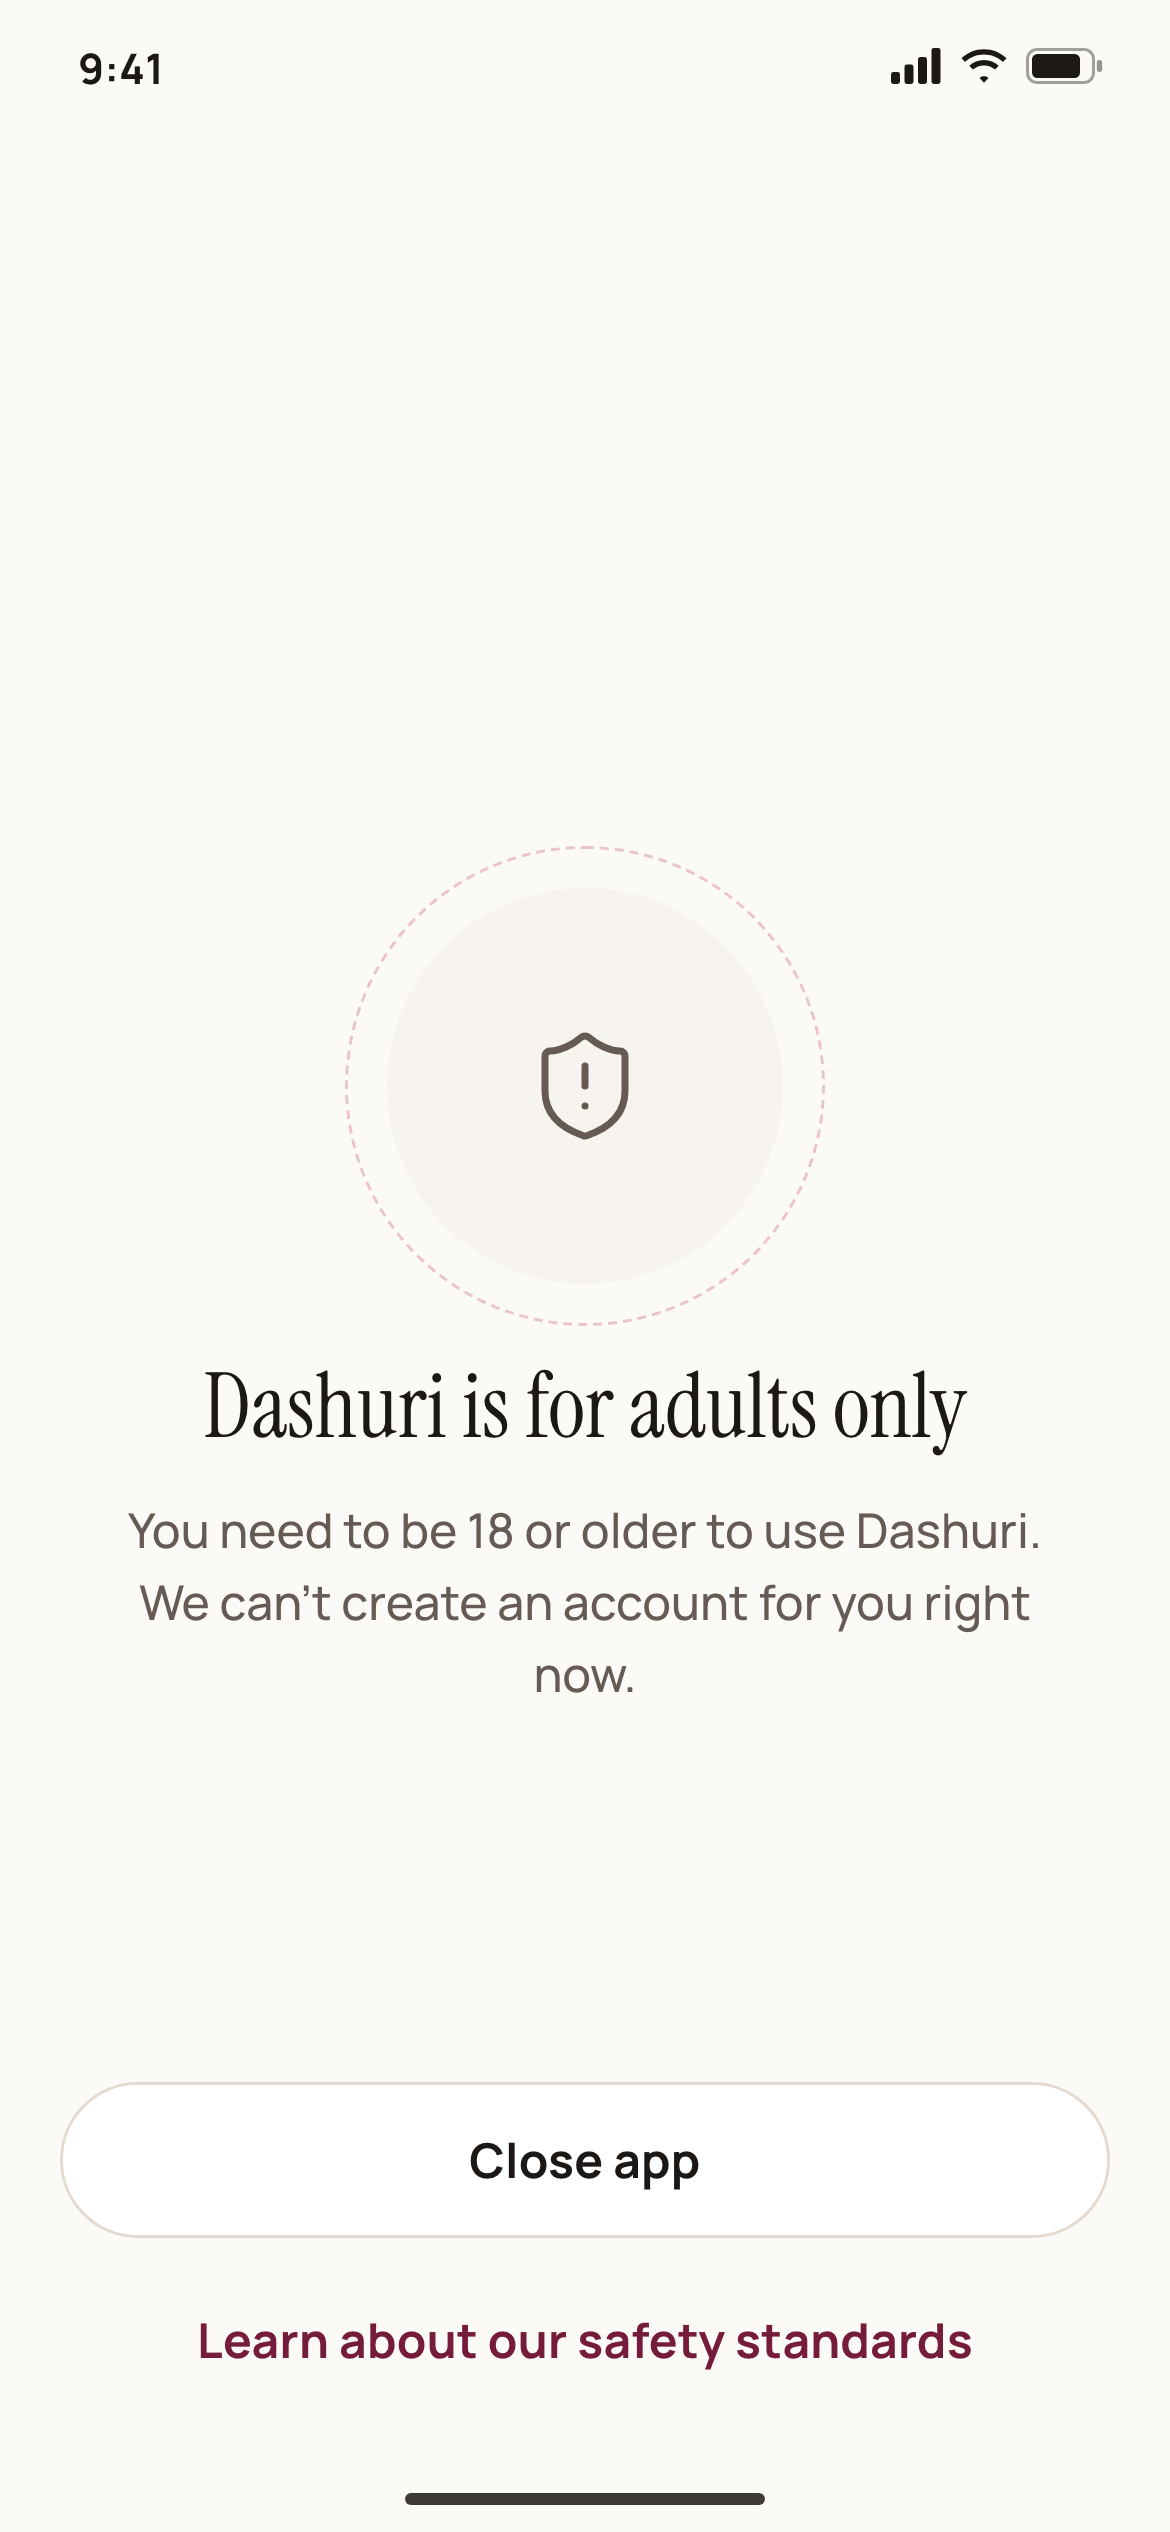 9:41
Dashuri is for adults only
You need to be 18 or older to use Dashuri.
We can’t create an account for you right
now.
Close app
Learn about our safety standards